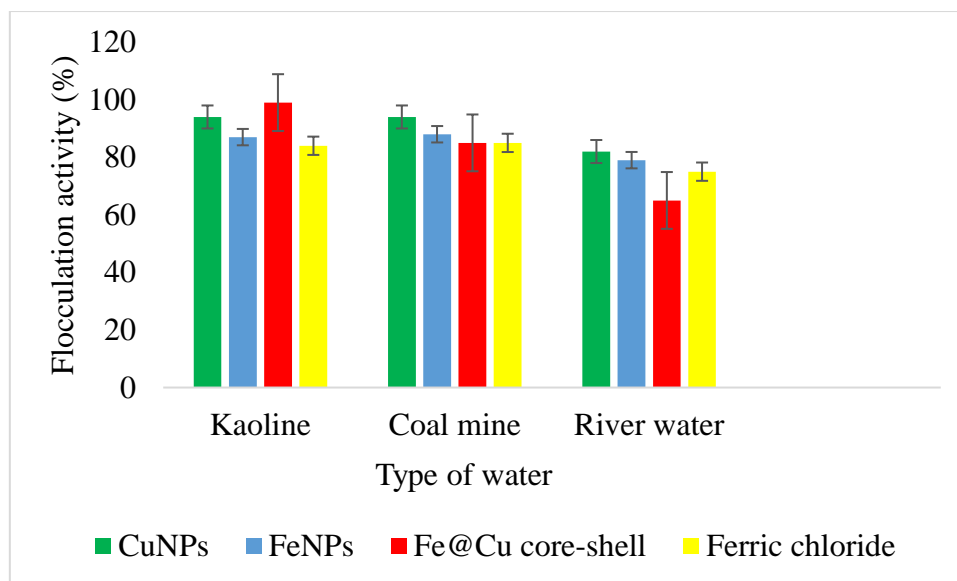 Flocculation activity (%)
120
100
80
60
40
20
0
Kaoline Coal mine River water
Type of water
CuNPs FeNPs Fe@Cu core-shell Ferric chloride